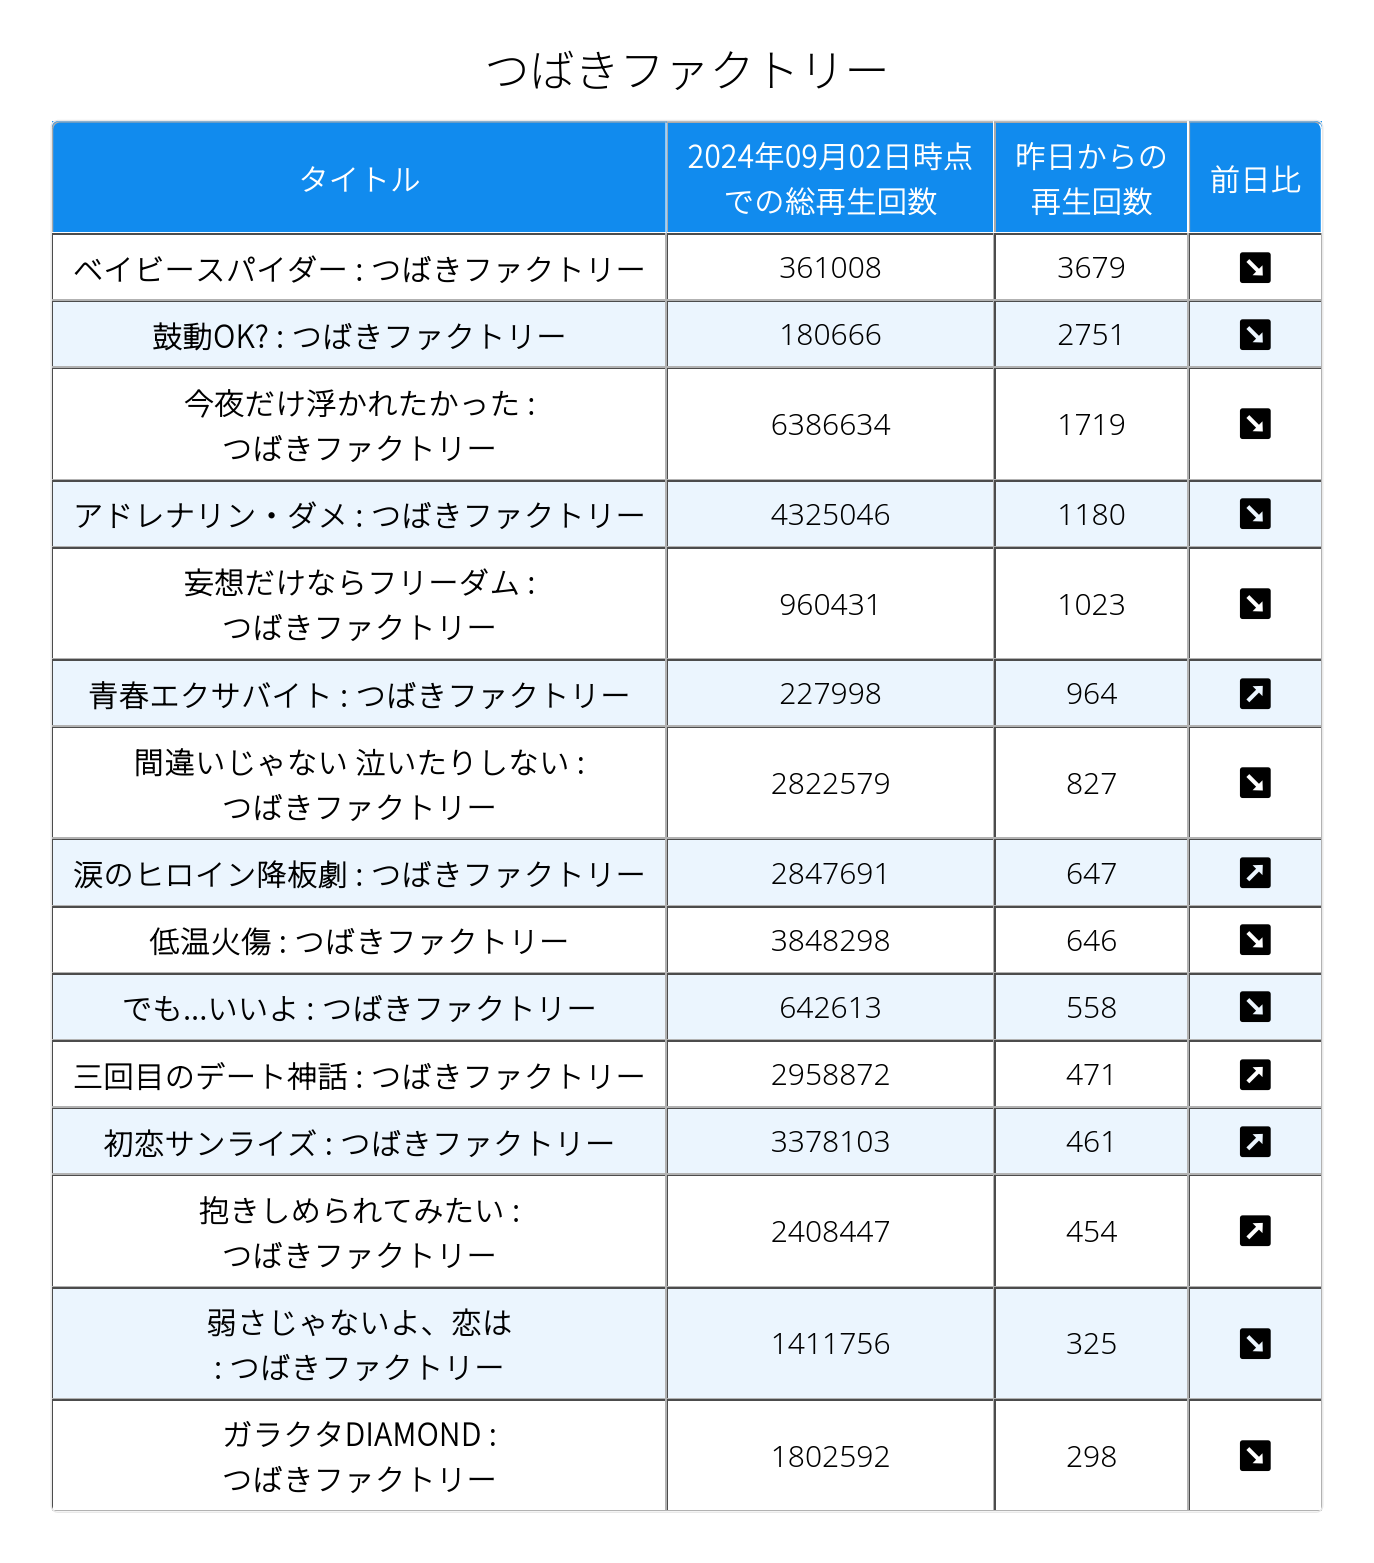 つばきファクトリー
タイトル
2024年09月02日時点
での総再生回数
昨日からの
再生回数
前日比
ベイビースパイダー : つばきファクトリー 361008 3679 ↘
鼓動OK? : つばきファクトリー 180666 2751 ↘
今夜だけ浮かれたかった :
つばきファクトリー
6386634 1719 ↘
アドレナリン・ダメ : つばきファクトリー 4325046 1180 ↘
妄想だけならフリーダム :
つばきファクトリー
960431 1023 ↘
青春エクサバイト : つばきファクトリー 227998 964 ↗
間違いじゃない 泣いたりしない :
つばきファクトリー
2822579 827 ↘
涙のヒロイン降板劇 : つばきファクトリー 2847691 647 ↗
低温火傷 : つばきファクトリー 3848298 646 ↘
でも...いいよ : つばきファクトリー 642613 558 ↘
三回目のデート神話 : つばきファクトリー 2958872 471 ↗
初恋サンライズ : つばきファクトリー 3378103 461 ↗
抱きしめられてみたい :
つばきファクトリー
2408447 454 ↗
弱さじゃないよ、恋は
: つばきファクトリー
1411756 325 ↘
ガラクタDIAMOND :
つばきファクトリー
1802592 298 ↘